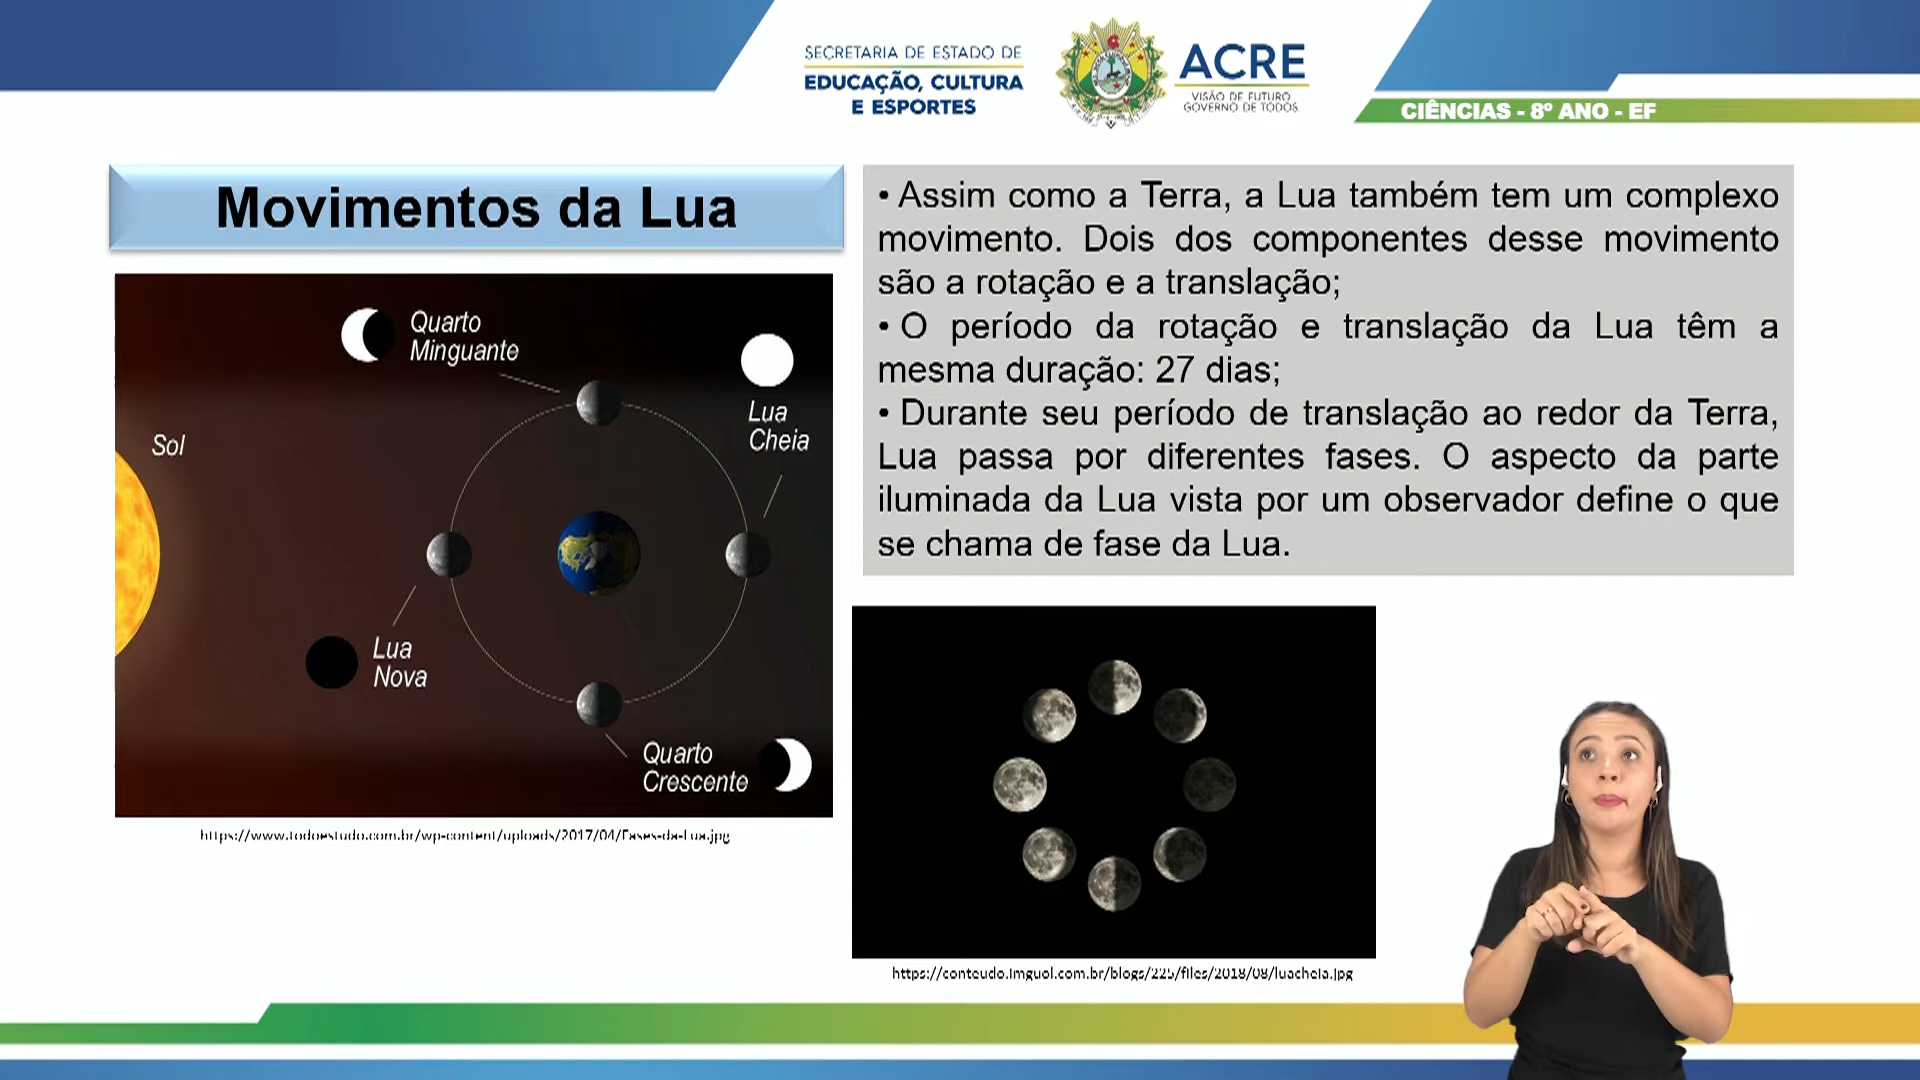 SECRETARIA DE ESTADO DE
EDUCAÇÃO, CULTURA
E ESPORTES
ACRE
VISÃO DE FUTURO
GOVERNO DE TODOS
CIÊNCIAS - 8º ANO - EF
Movimentos da Lua
• Assim como a Terra, a Lua também tem um complexo
movimento. Dois dos componentes desse movimento
são a rotação e a translação;
• O período da rotação e translação da Lua têm a
mesma duração: 27 dias;
• Durante seu período de translação ao redor da Terra,
Lua passa por diferentes fases. O aspecto da parte
iluminada da Lua vista por um observador define o que
se chama de fase da Lua.
Quarto
Minguante
Lua
Cheia
Sol
Lua
Nova
Quarto
Crescente
https://www.todoestudo.com.br/wp-content/uploads/2017/04/Fases-da-Lua.jpg
https://conteudo.imguol.com.br/blogs/225/files/2018/08/luacheia.jpg